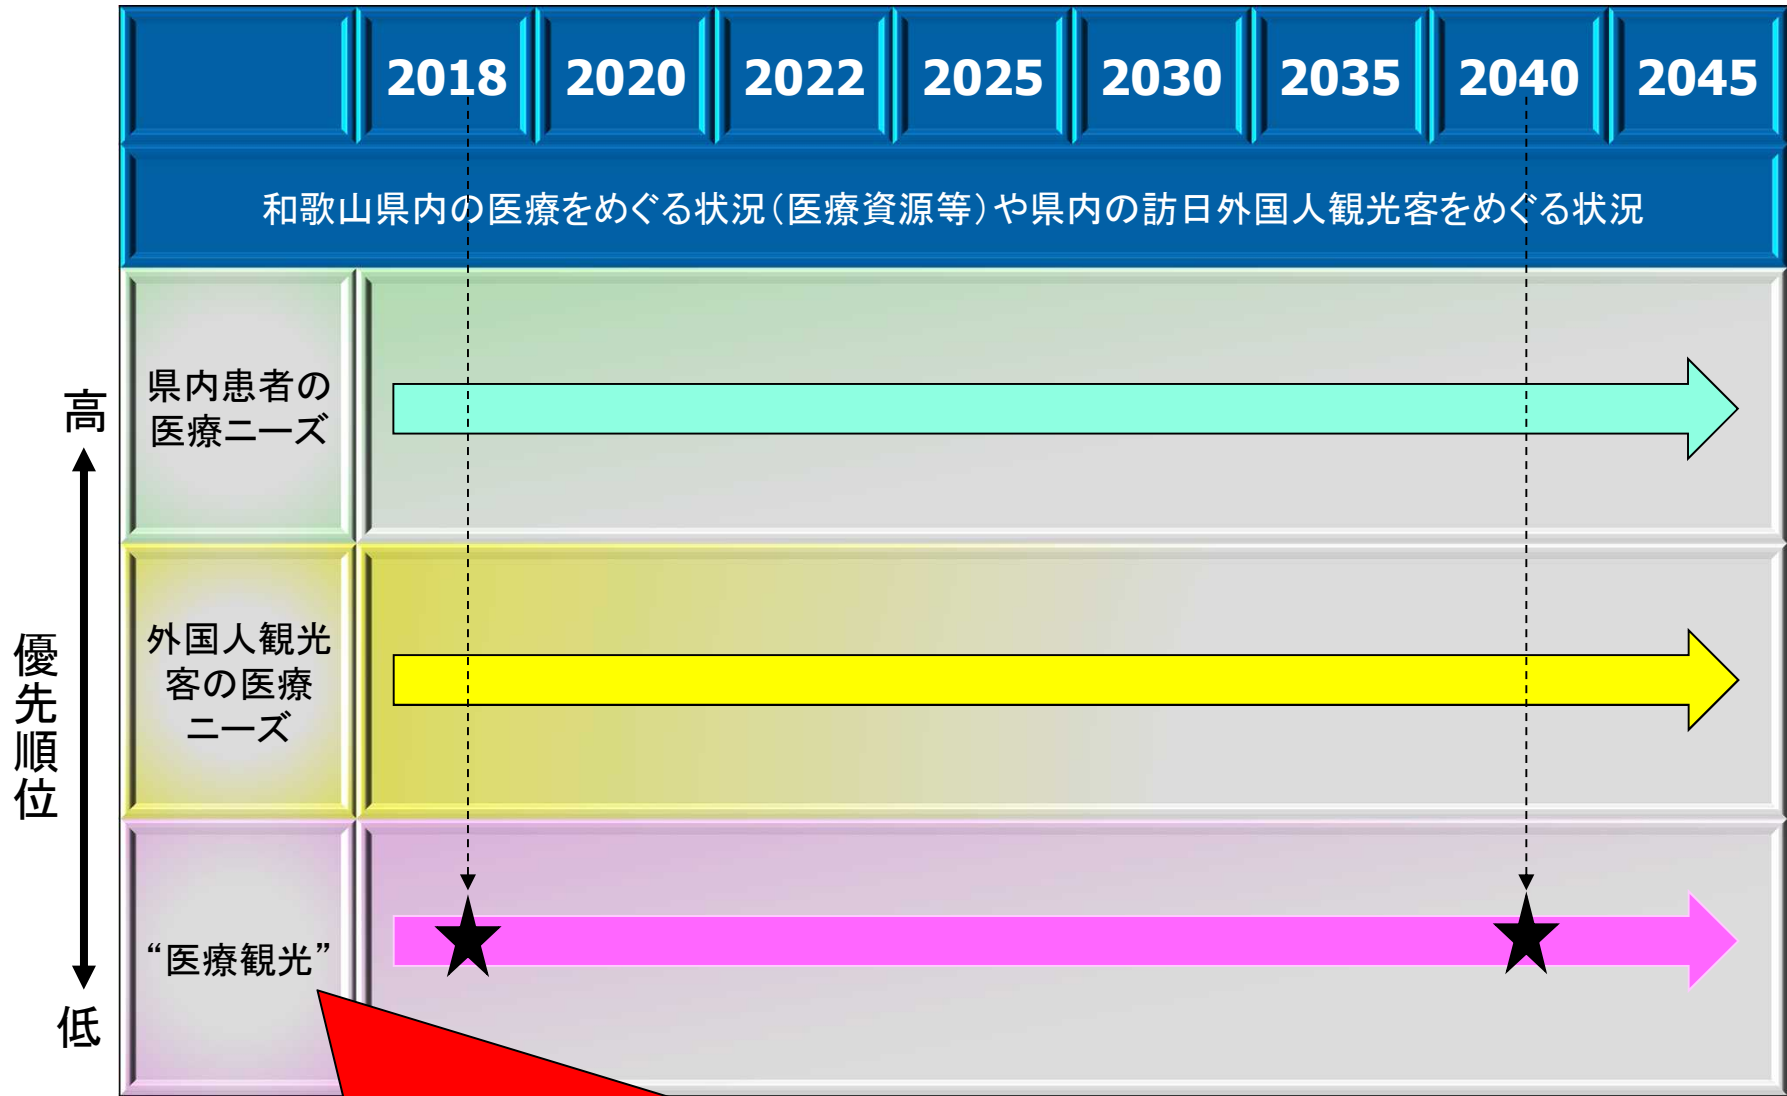 2018 2020 2022 2025 2030 2035 2040 2045
和歌山県内の医療をめぐる状況（医療資源等）や県内の訪日外国人観光客をめぐる状況
高
優先順位
低
県内患者の
医療ニーズ
外国人観光
客の医療
ニーズ
“医療観光”